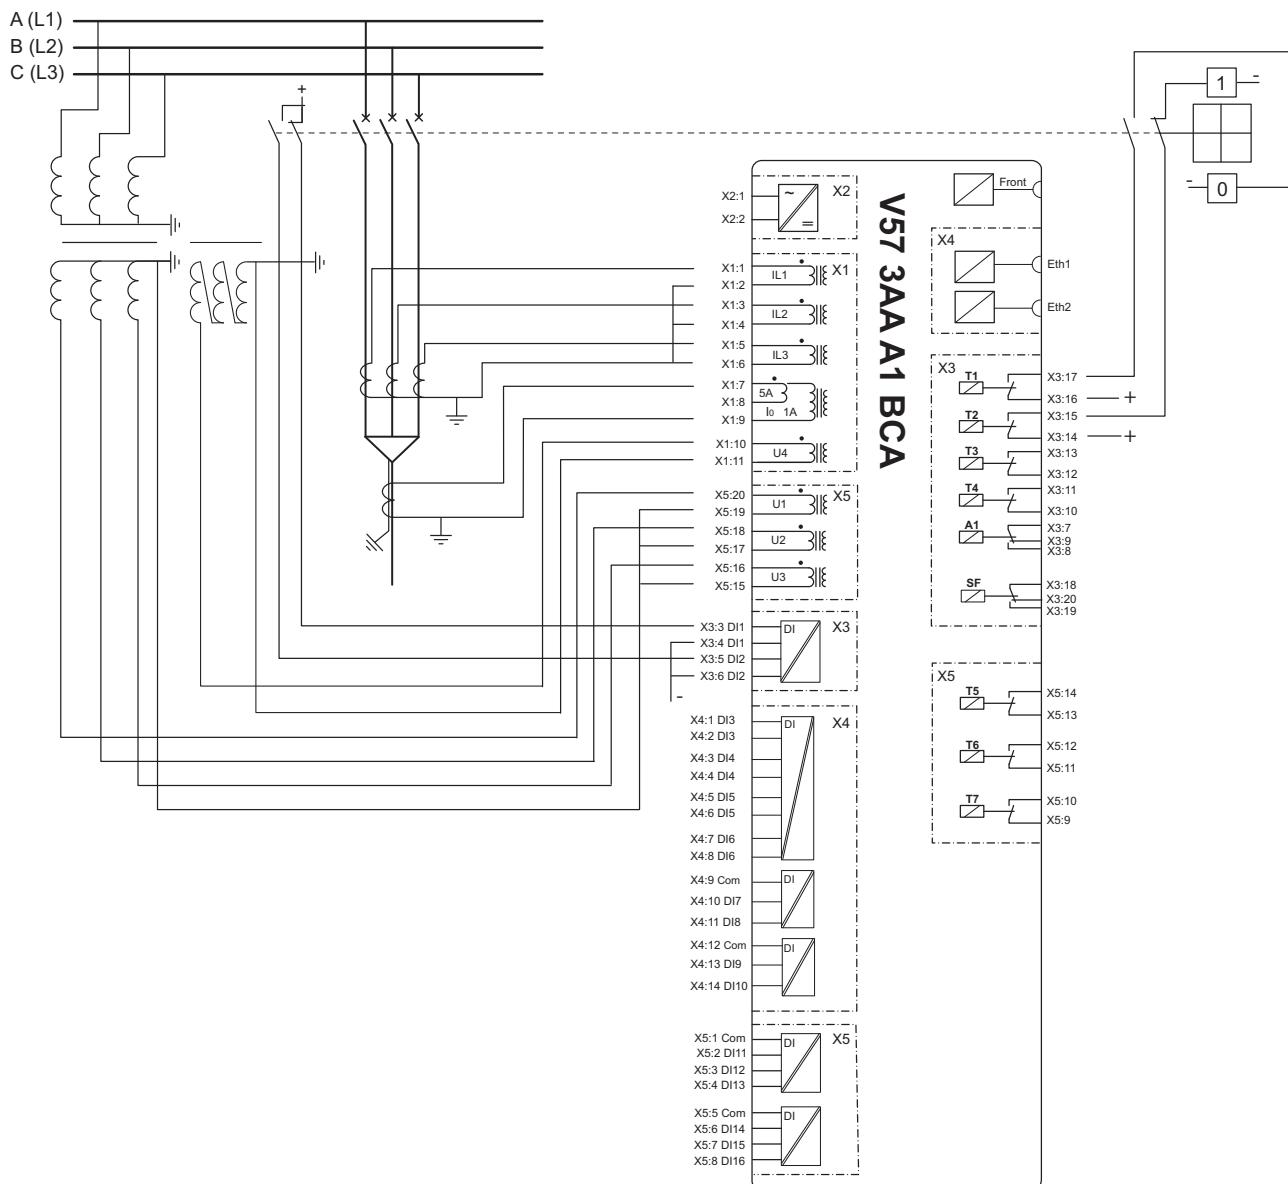 A (L1)
B (L2)
C (L3)
+
1
-
-
0
V57 3AA A1 BCA
X2:1
X2:2
~
=
X2
X1:1
X1:2
X1:3
X1:4
X1:5
X1:6
X1:7
X1:8
X1:9
X1:10
X1:11
IL1
IL2
IL3
5A
I0 1A
U4
X1
X5:20
X5:19
X5:18
X5:17
X5:16
X5:15
U1
U2
U3
X5
X3:3 DI1
X3:4 DI1
X3:5 DI2
X3:6 DI2
-
DI
X3
X4:1 DI3
X4:2 DI3
X4:3 DI4
X4:4 DI4
X4:5 DI5
X4:6 DI5
X4:7 DI6
X4:8 DI6
DI
X4
X4:9 Com
X4:10 DI7
X4:11 DI8
DI
X4:12 Com
X4:13 DI9
X4:14 DI10
DI
X5:1 Com
X5:2 DI11
X5:3 DI12
X5:4 DI13
DI
X5
X5:5 Com
X5:6 DI14
X5:7 DI15
X5:8 DI16
DI
Front
X4
Eth1
Eth2
X3
T1
X3:17
X3:16
+
T2
X3:15
X3:14
+
T3
X3:13
X3:12
T4
X3:11
X3:10
A1
X3:7
X3:9
X3:8
SF
X3:18
X3:20
X3:19
X5
T5
X5:14
X5:13
T6
X5:12
X5:11
T7
X5:10
X5:9